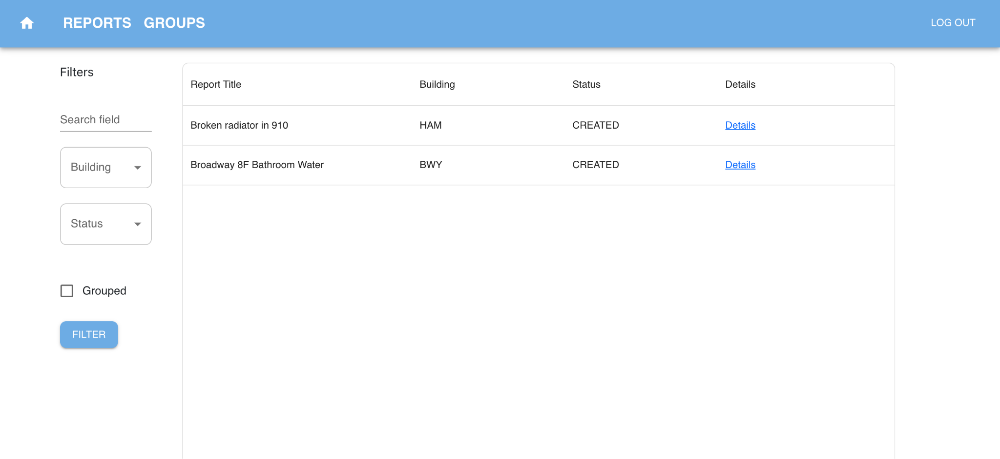 REPORTS GROUPS LOG OUT
Filters
Search field
Building
Status
Grouped
FILTER
Report Title Building Status Details
Broken radiator in 910 HAM CREATED Details
Broadway 8F Bathroom Water BWY CREATED Details